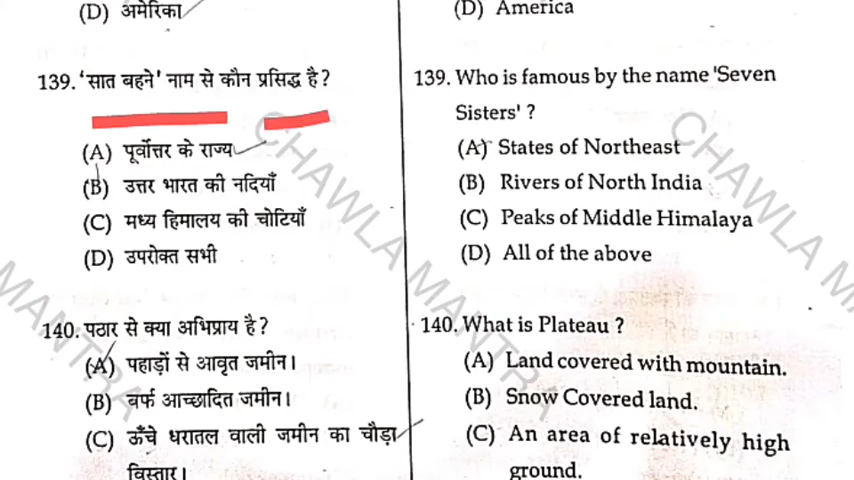 (D) अमेरिका
139. 'सात बहने' नाम से कौन प्रसिद्ध है?
(A) पूर्वोत्तर के राज्य
(B) उत्तर भारत की नदियाँ
(C) मध्य हिमालय की चोटियाँ
(D) उपरोक्त सभी
140. पठार से क्या अभिप्राय है?
(A) पहाड़ों से आवृत जमीन।
(B) बर्फ आच्छादित जमीन।
(C) ऊँचे धरातल वाली जमीन का चौड़ा
विस्तार।
(D) America
139. Who is famous by the name 'Seven
Sisters' ?
(A) States of Northeast
(B) Rivers of North India
(C) Peaks of Middle Himalaya
(D) All of the above
140. What is Plateau ?
(A) Land covered with mountain.
(B) Snow Covered land.
(C) An area of relatively high
ground.
CHAWLA MANTRA
CHAWLA M
MANTRA